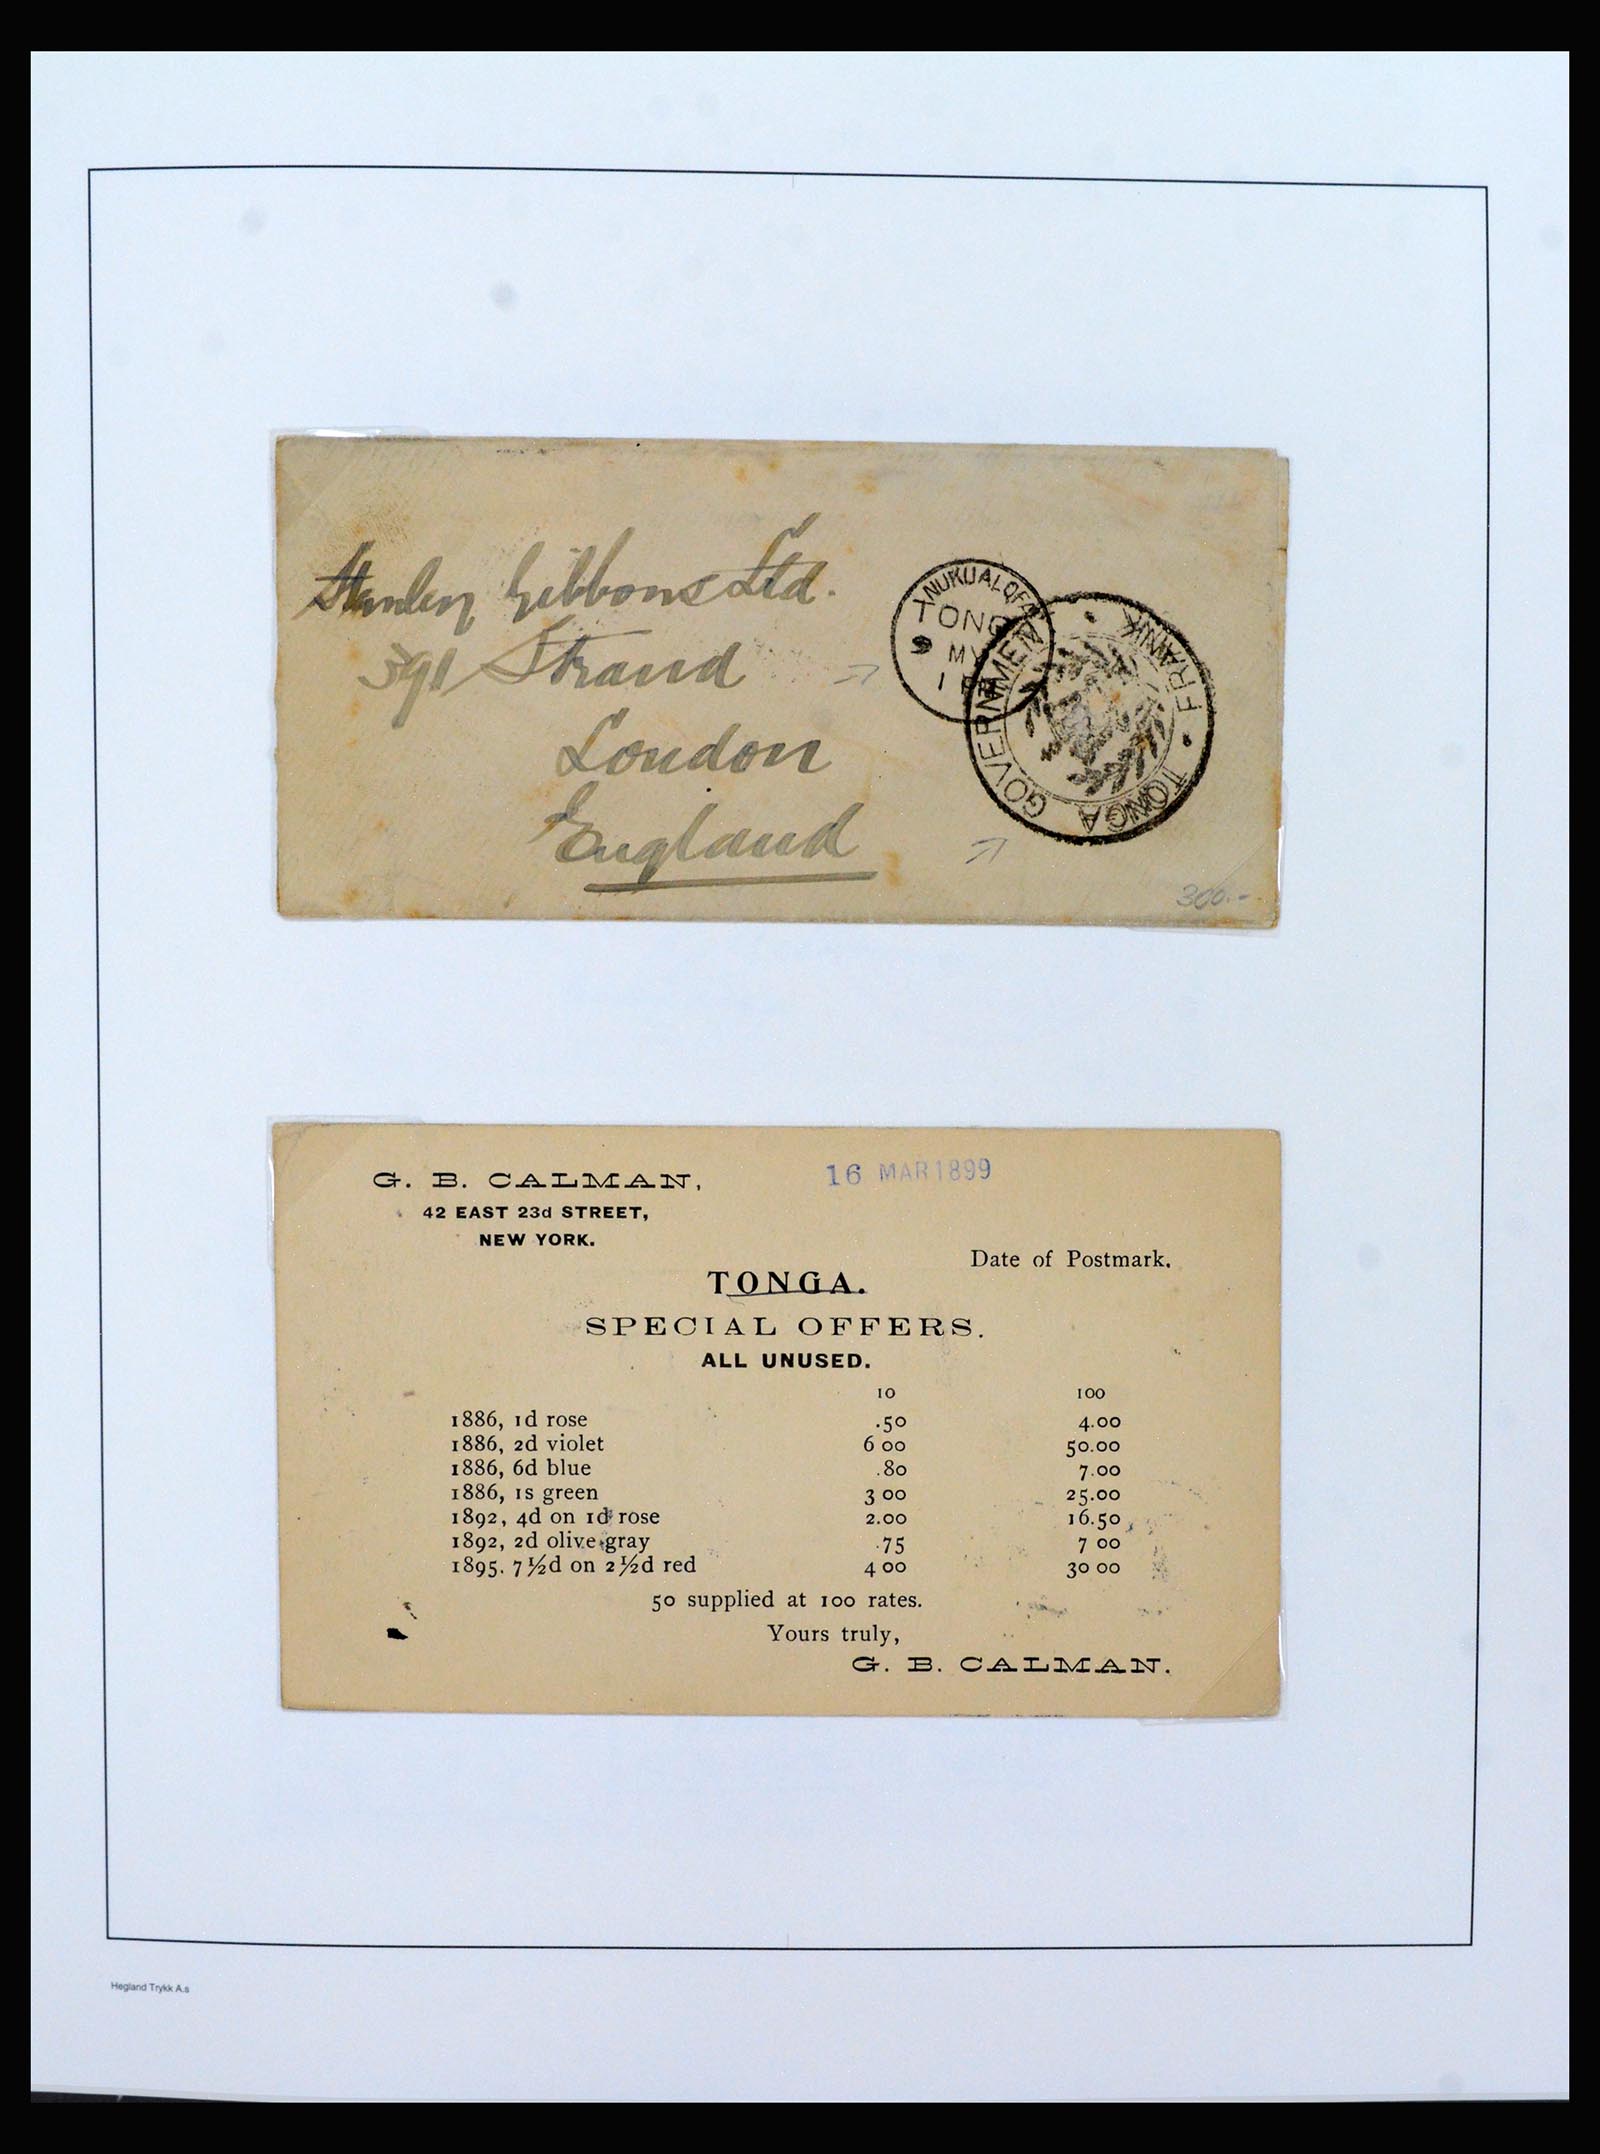 Stanley Gibbons Ltd.
391 Strand
London
England
NUKUALOFA
TONGA
9
MY
TONGA GOVERNMENT FRANK
300.-
G. B. CALMAN,
42 EAST 23d STREET,
NEW YORK.
16 MAR 1899
Date of Postmark.
TONGA.
SPECIAL OFFERS.
ALL UNUSED.
10 100
1886, 1d rose .50 4.00
1886, 2d violet 6 00 50.00
1886, 6d blue .80 7.00
1886, 1s green 3 00 25.00
1892, 4d on 1d rose 2.00 16.50
1892, 2d olive gray .75 7 00
1895. 7½d on 2½d red 4 00 30 00
50 supplied at 100 rates.
Yours truly,
G. B. CALMAN.
Hegland Trykk A.s